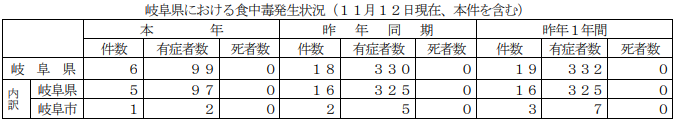 岐阜県における食中毒発生状況（１１月１２日現在、本件を含む）
本　　　年　昨　年　同　期　昨年１年間
件数　有症者数　死者数　件数　有症者数　死者数　件数　有症者数　死者数
岐　阜　県　６　９９　０　１８　３３０　０　１９　３３２　０
内訳　岐阜県　５　９７　０　１６　３２５　０　１６　３２５　０
岐阜市　１　２　０　２　５　０　３　７　０